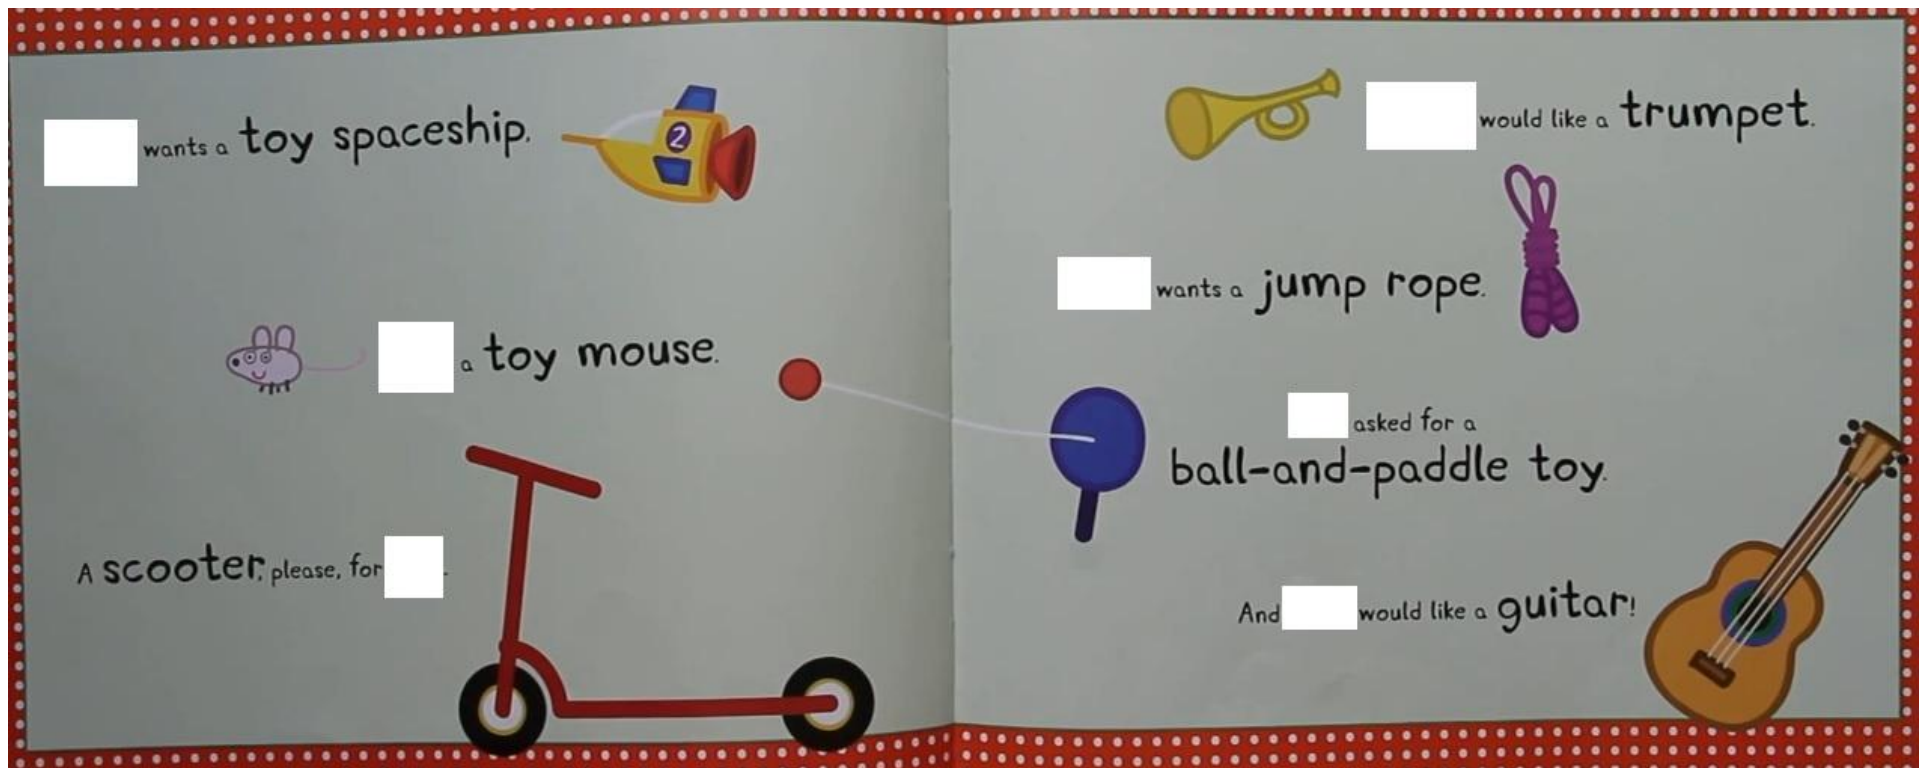 wants a toy spaceship.
2
a toy mouse.
A scooter, please, for .
would like a trumpet.
wants a jump rope.
asked for a
ball-and-paddle toy.
And would like a guitar!